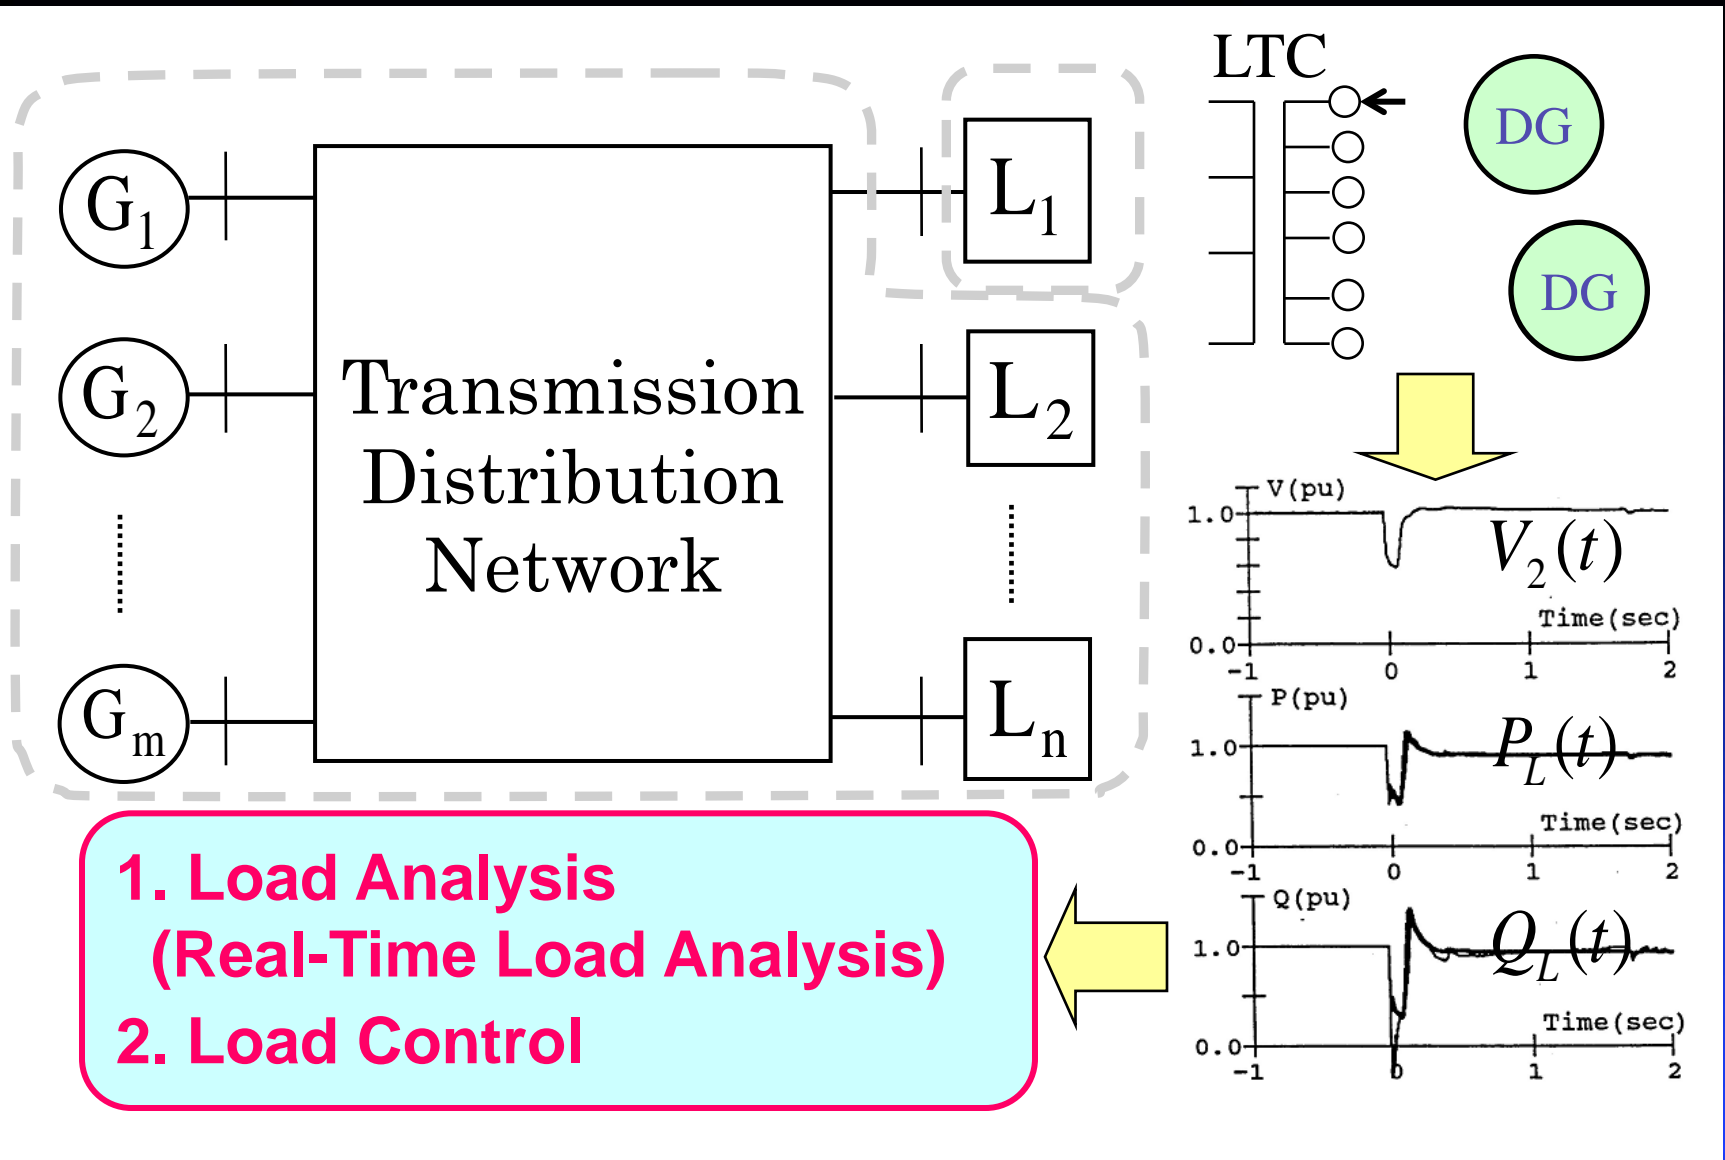 LTC
DG
DG
G1
G2
Gm
Transmission
Distribution
Network
L1
L2
Ln
V(pu)
1.0
V2(t)
Time(sec)
0.0
-1 0 1 2
P(pu)
1.0
PL(t)
Time(sec)
0.0
-1 0 1 2
Q(pu)
1.0
QL(t)
Time(sec)
0.0
-1 0 1 2
1. Load Analysis
(Real-Time Load Analysis)
2. Load Control